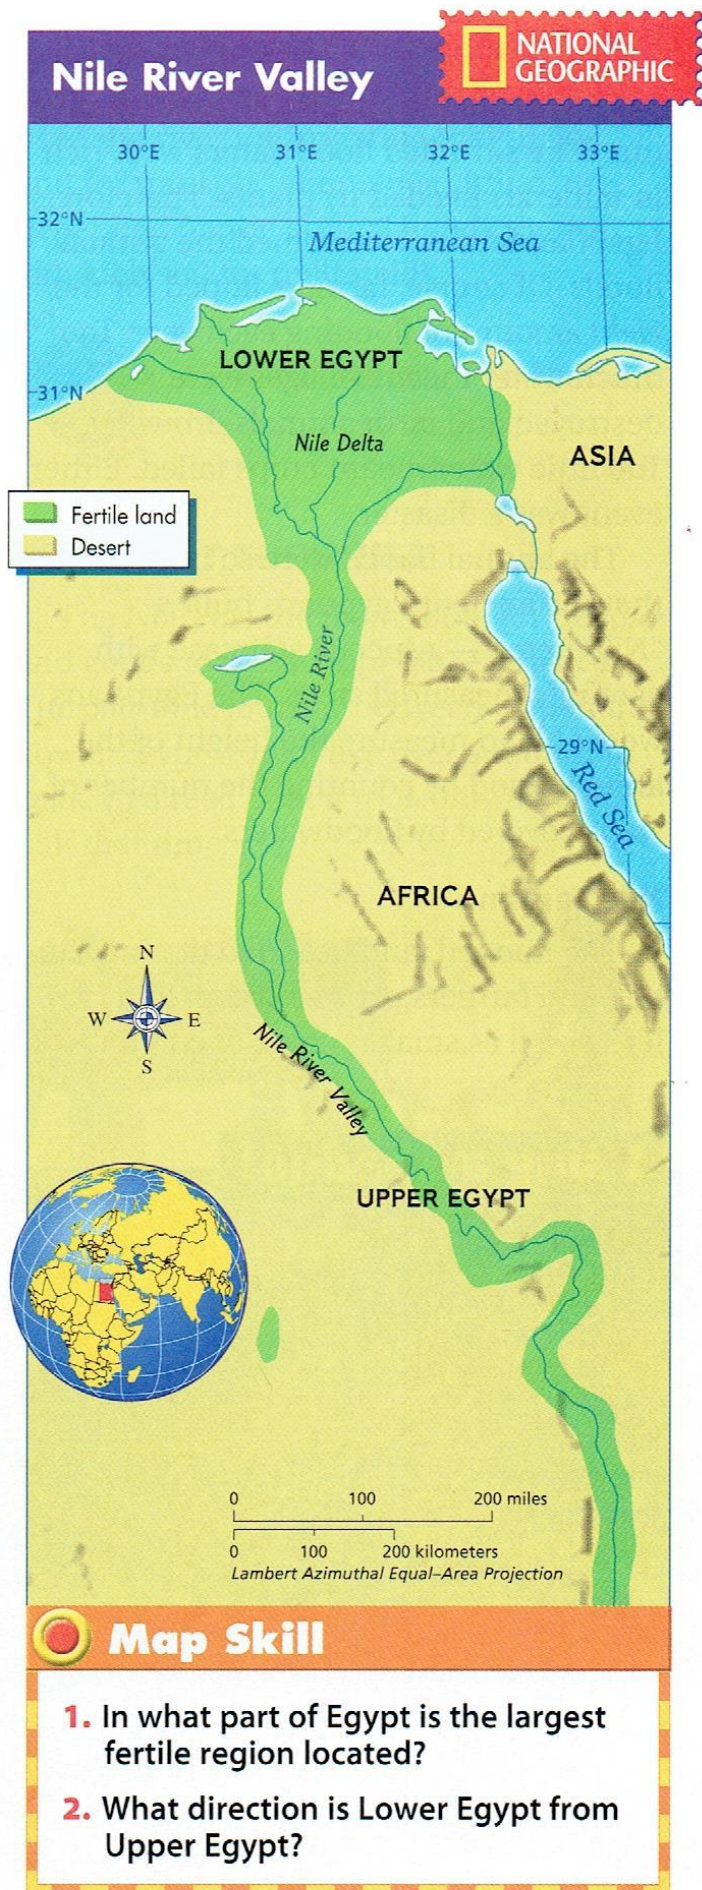 NATIONAL
GEOGRAPHIC
Nile River Valley
30°E
31°E
32°E
33°E
32°N
Mediterranean Sea
LOWER EGYPT
31°N
Nile Delta
ASIA
Fertile land
Desert
Nile River
29°N
Red Sea
AFRICA
N
W
E
S
Nile River Valley
UPPER EGYPT
0 100 200 miles
0 100 200 kilometers
Lambert Azimuthal Equal–Area Projection
Map Skill
1. In what part of Egypt is the largest
fertile region located?
2. What direction is Lower Egypt from
Upper Egypt?